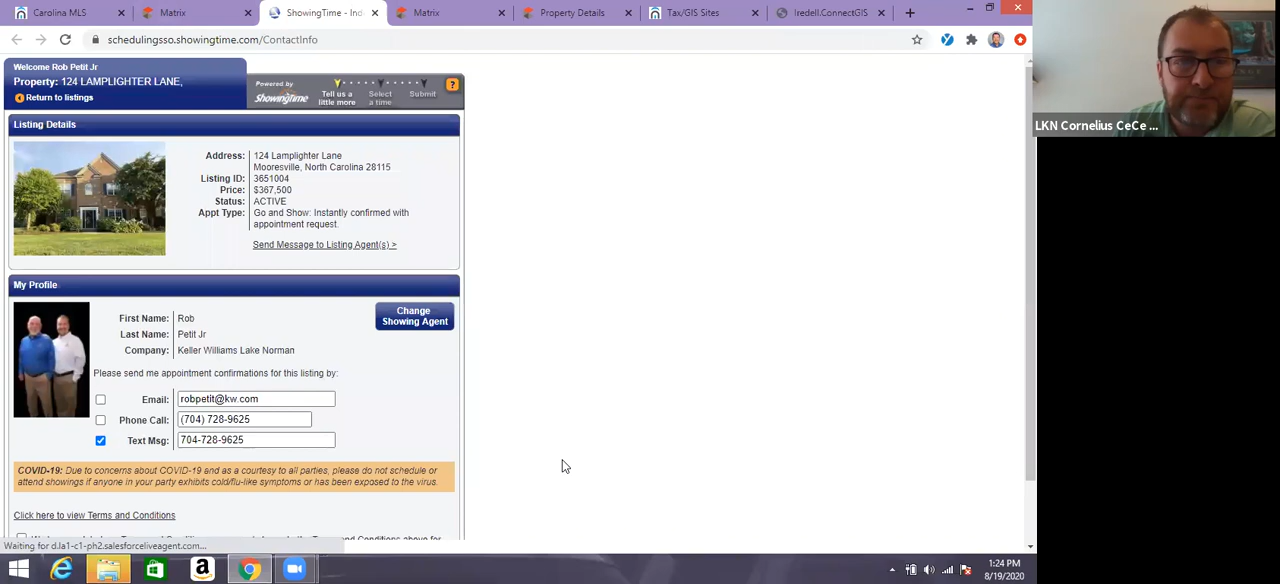 Carolina MLS
Matrix
ShowingTime - Ind
Matrix
Property Details
Tax/GIS Sites
Iredell.ConnectGIS
schedulingsso.showingtime.com/ContactInfo
LKN Cornelius CeCe ...
Welcome Rob Petit Jr
Property: 124 LAMPLIGHTER LANE,
Return to listings
Powered by
ShowingTime
Tell us a
little more
Select
a time
Submit
?
Listing Details
Address: 124 Lamplighter Lane
Mooresville, North Carolina 28115
Listing ID: 3651004
Price: $367,500
Status: ACTIVE
Appt Type: Go and Show: Instantly confirmed with
appointment request.
Send Message to Listing Agent(s) >
My Profile
Change
Showing Agent
First Name: Rob
Last Name: Petit Jr
Company: Keller Williams Lake Norman
Please send me appointment confirmations for this listing by:
Email: robpetit@kw.com
Phone Call: (704) 728-9625
Text Msg: 704-728-9625
COVID-19: Due to concerns about COVID-19 and as a courtesy to all parties, please do not schedule or
attend showings if anyone in your party exhibits cold/flu-like symptoms or has been exposed to the virus.
Click here to view Terms and Conditions
Waiting for d.la1-c1-ph2.salesforceliveagent.com...
1:24 PM
8/19/2020